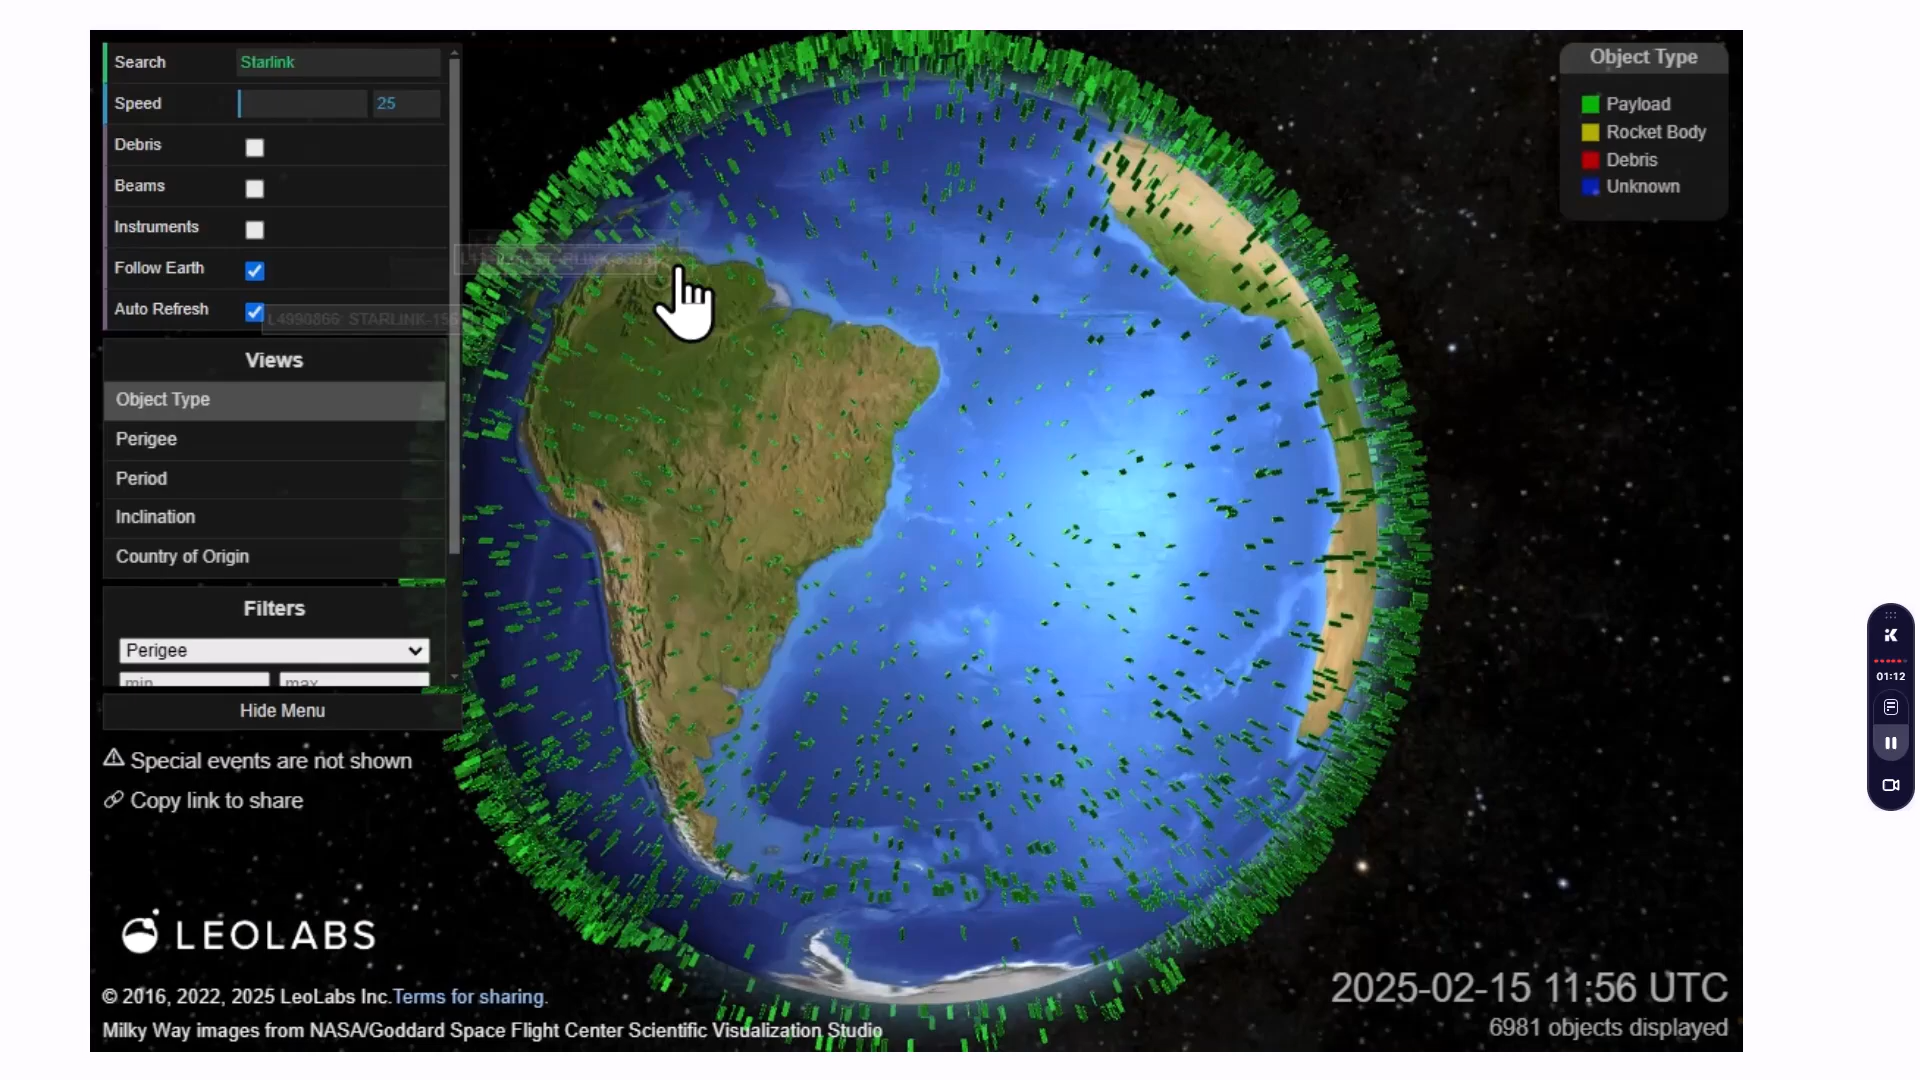 Search Starlink
Speed 25
Debris
Beams
Instruments
Follow Earth
Auto Refresh
L4990866: STARLINK-156
Views
Object Type
Perigee
Period
Inclination
Country of Origin
Filters
Perigee
min max
Hide Menu
Special events are not shown
Copy link to share
LEOLABS
© 2016, 2022, 2025 LeoLabs Inc.Terms for sharing.
Milky Way images from NASA/Goddard Space Flight Center Scientific Visualization Studio
Object Type
Payload
Rocket Body
Debris
Unknown
2025-02-15 11:56 UTC
6981 objects displayed
01:12